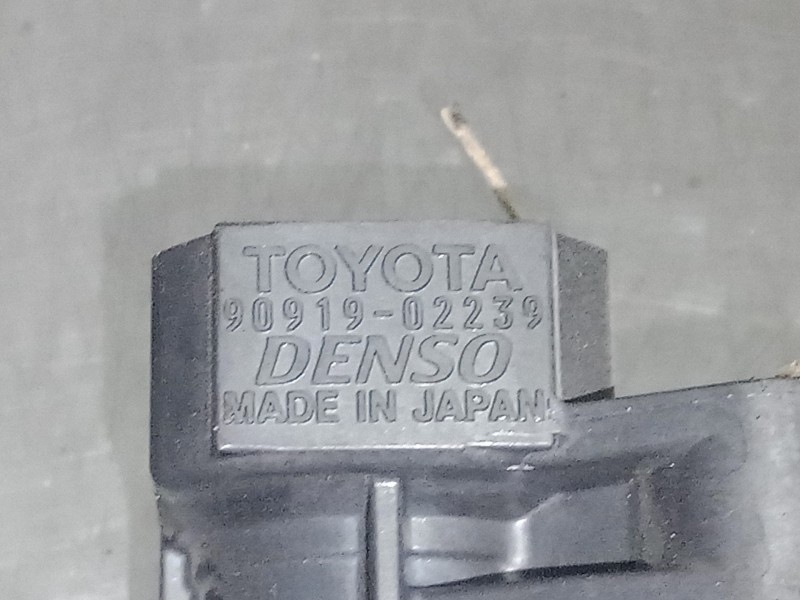 TOYOTA
90919-02239
DENSO
MADE IN JAPAN